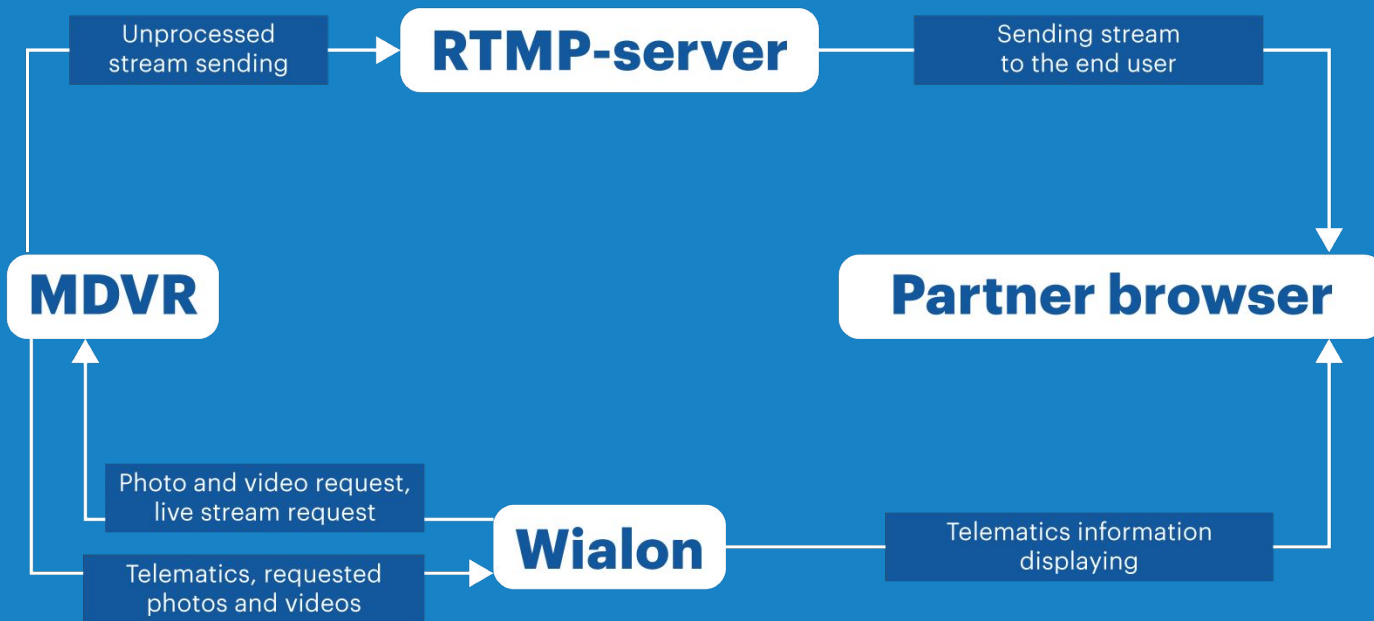 Unprocessed
stream sending
RTMP-server
Sending stream
to the end user
MDVR
Partner browser
Photo and video request,
live stream request
Wialon
Telematics information
displaying
Telematics, requested
photos and videos